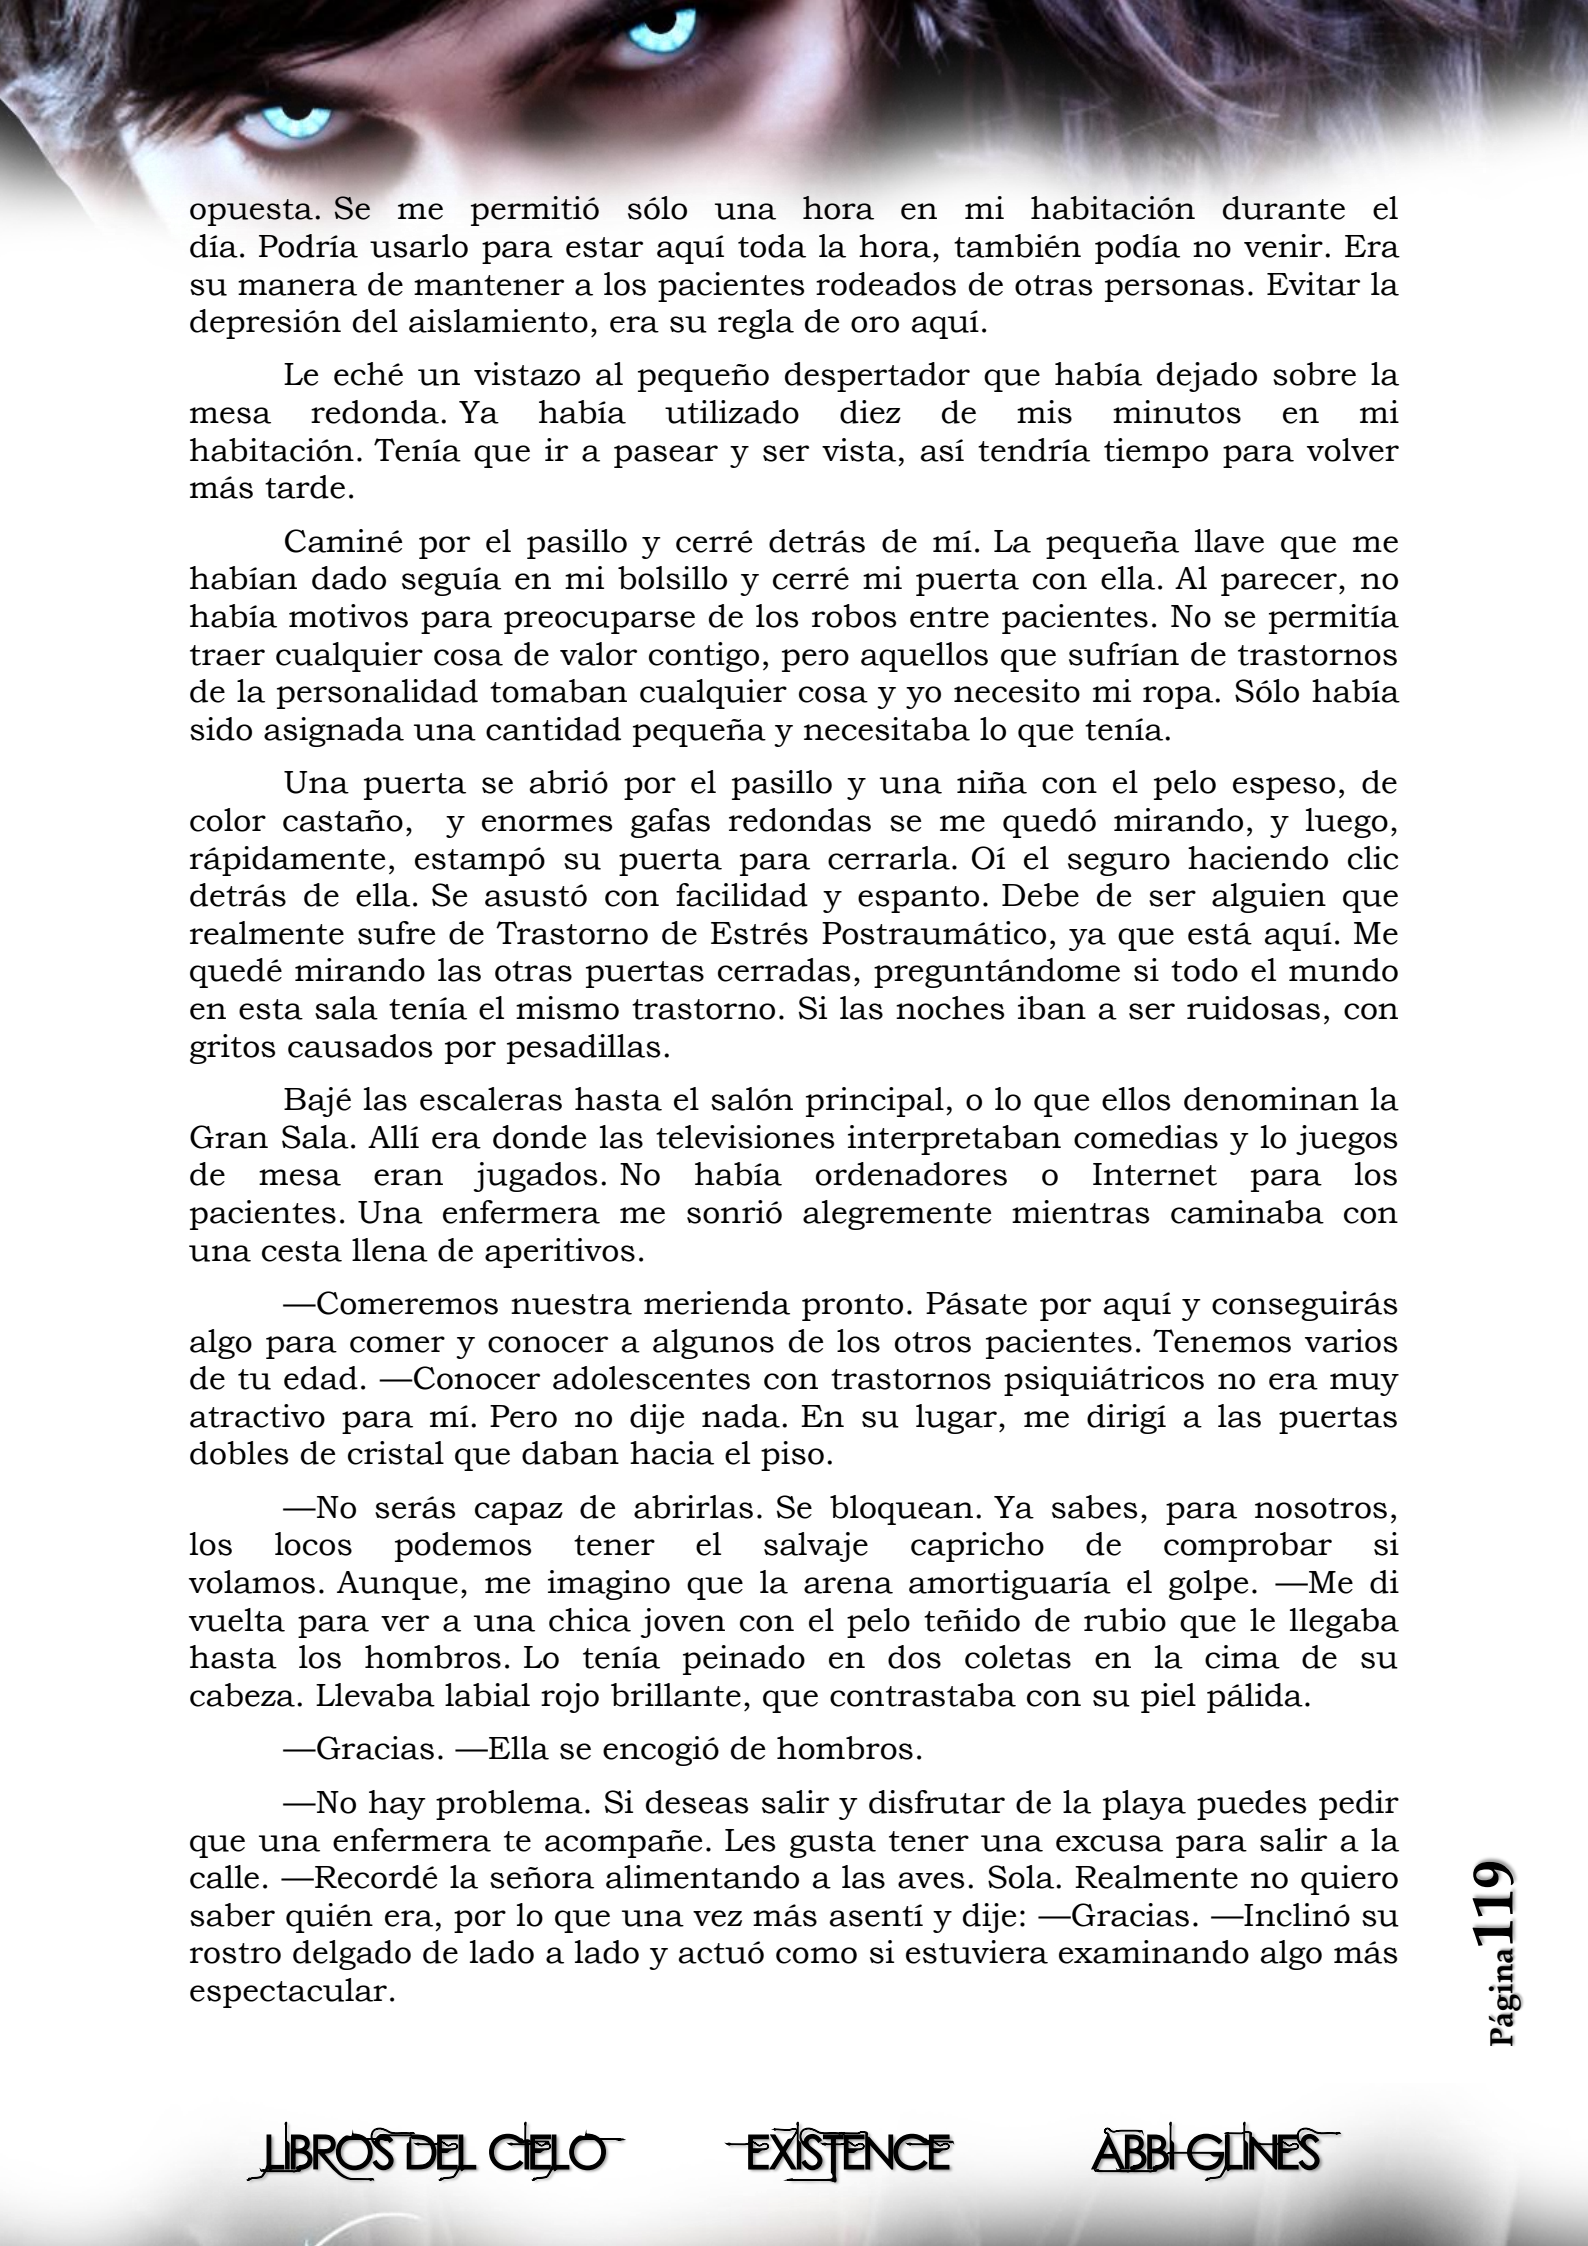 opuesta. Se me permitió sólo una hora en mi habitación durante el
día. Podría usarlo para estar aquí toda la hora, también podía no venir. Era
su manera de mantener a los pacientes rodeados de otras personas. Evitar la
depresión del aislamiento, era su regla de oro aquí.
Le eché un vistazo al pequeño despertador que había dejado sobre la
mesa redonda. Ya había utilizado diez de mis minutos en mi
habitación. Tenía que ir a pasear y ser vista, así tendría tiempo para volver
más tarde.
Caminé por el pasillo y cerré detrás de mí. La pequeña llave que me
habían dado seguía en mi bolsillo y cerré mi puerta con ella. Al parecer, no
había motivos para preocuparse de los robos entre pacientes. No se permitía
traer cualquier cosa de valor contigo, pero aquellos que sufrían de trastornos
de la personalidad tomaban cualquier cosa y yo necesito mi ropa. Sólo había
sido asignada una cantidad pequeña y necesitaba lo que tenía.
Una puerta se abrió por el pasillo y una niña con el pelo espeso, de
color castaño, y enormes gafas redondas se me quedó mirando, y luego,
rápidamente, estampó su puerta para cerrarla. Oí el seguro haciendo clic
detrás de ella. Se asustó con facilidad y espanto. Debe de ser alguien que
realmente sufre de Trastorno de Estrés Postraumático, ya que está aquí. Me
quedé mirando las otras puertas cerradas, preguntándome si todo el mundo
en esta sala tenía el mismo trastorno. Si las noches iban a ser ruidosas, con
gritos causados por pesadillas.
Bajé las escaleras hasta el salón principal, o lo que ellos denominan la
Gran Sala. Allí era donde las televisiones interpretaban comedias y lo juegos
de mesa eran jugados. No había ordenadores o Internet para los
pacientes. Una enfermera me sonrió alegremente mientras caminaba con
una cesta llena de aperitivos.
—Comeremos nuestra merienda pronto. Pásate por aquí y conseguirás
algo para comer y conocer a algunos de los otros pacientes. Tenemos varios
de tu edad. —Conocer adolescentes con trastornos psiquiátricos no era muy
atractivo para mí. Pero no dije nada. En su lugar, me dirigí a las puertas
dobles de cristal que daban hacia el piso.
—No serás capaz de abrirlas. Se bloquean. Ya sabes, para nosotros,
los locos podemos tener el salvaje capricho de comprobar si
volamos. Aunque, me imagino que la arena amortiguaría el golpe. —Me di
vuelta para ver a una chica joven con el pelo teñido de rubio que le llegaba
hasta los hombros. Lo tenía peinado en dos coletas en la cima de su
cabeza. Llevaba labial rojo brillante, que contrastaba con su piel pálida.
—Gracias. —Ella se encogió de hombros.
—No hay problema. Si deseas salir y disfrutar de la playa puedes pedir
que una enfermera te acompañe. Les gusta tener una excusa para salir a la
calle. —Recordé la señora alimentando a las aves. Sola. Realmente no quiero
saber quién era, por lo que una vez más asentí y dije: —Gracias. —Inclinó su
rostro delgado de lado a lado y actuó como si estuviera examinando algo más
espectacular.
Página119
LIBROS DEL CIELO EXISTENCE ABBI GLINES